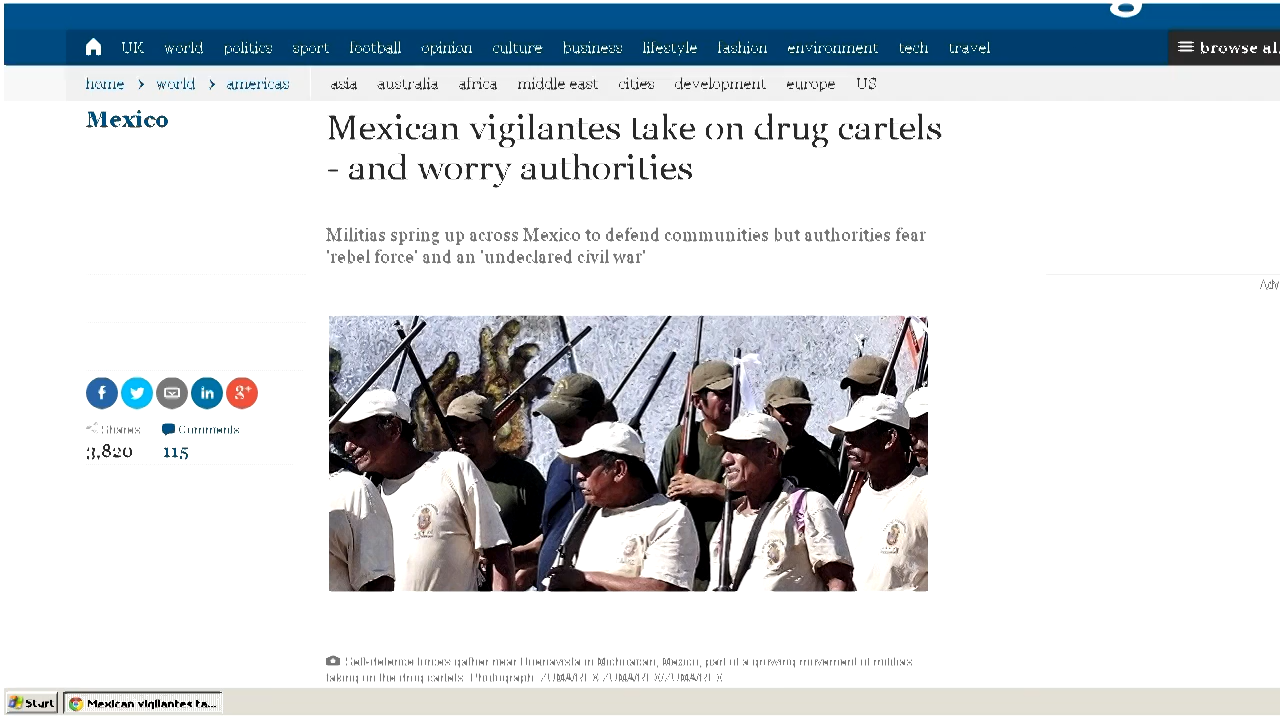 UK world politics sport football opinion culture business lifestyle fashion environment tech travel
browse al
home > world > americas asia australia africa middle east cities development europe US
Mexico
Mexican vigilantes take on drug cartels
- and worry authorities
Militias spring up across Mexico to defend communities but authorities fear
'rebel force' and an 'undeclared civil war'
Adv
Shares Comments
3,820 115
Self-defence forces gather near Buenavista in Michoacan, Mexico, part of a growing movement of militias
taking on the drug cartels. Photograph:
Start Mexican vigilantes ta...